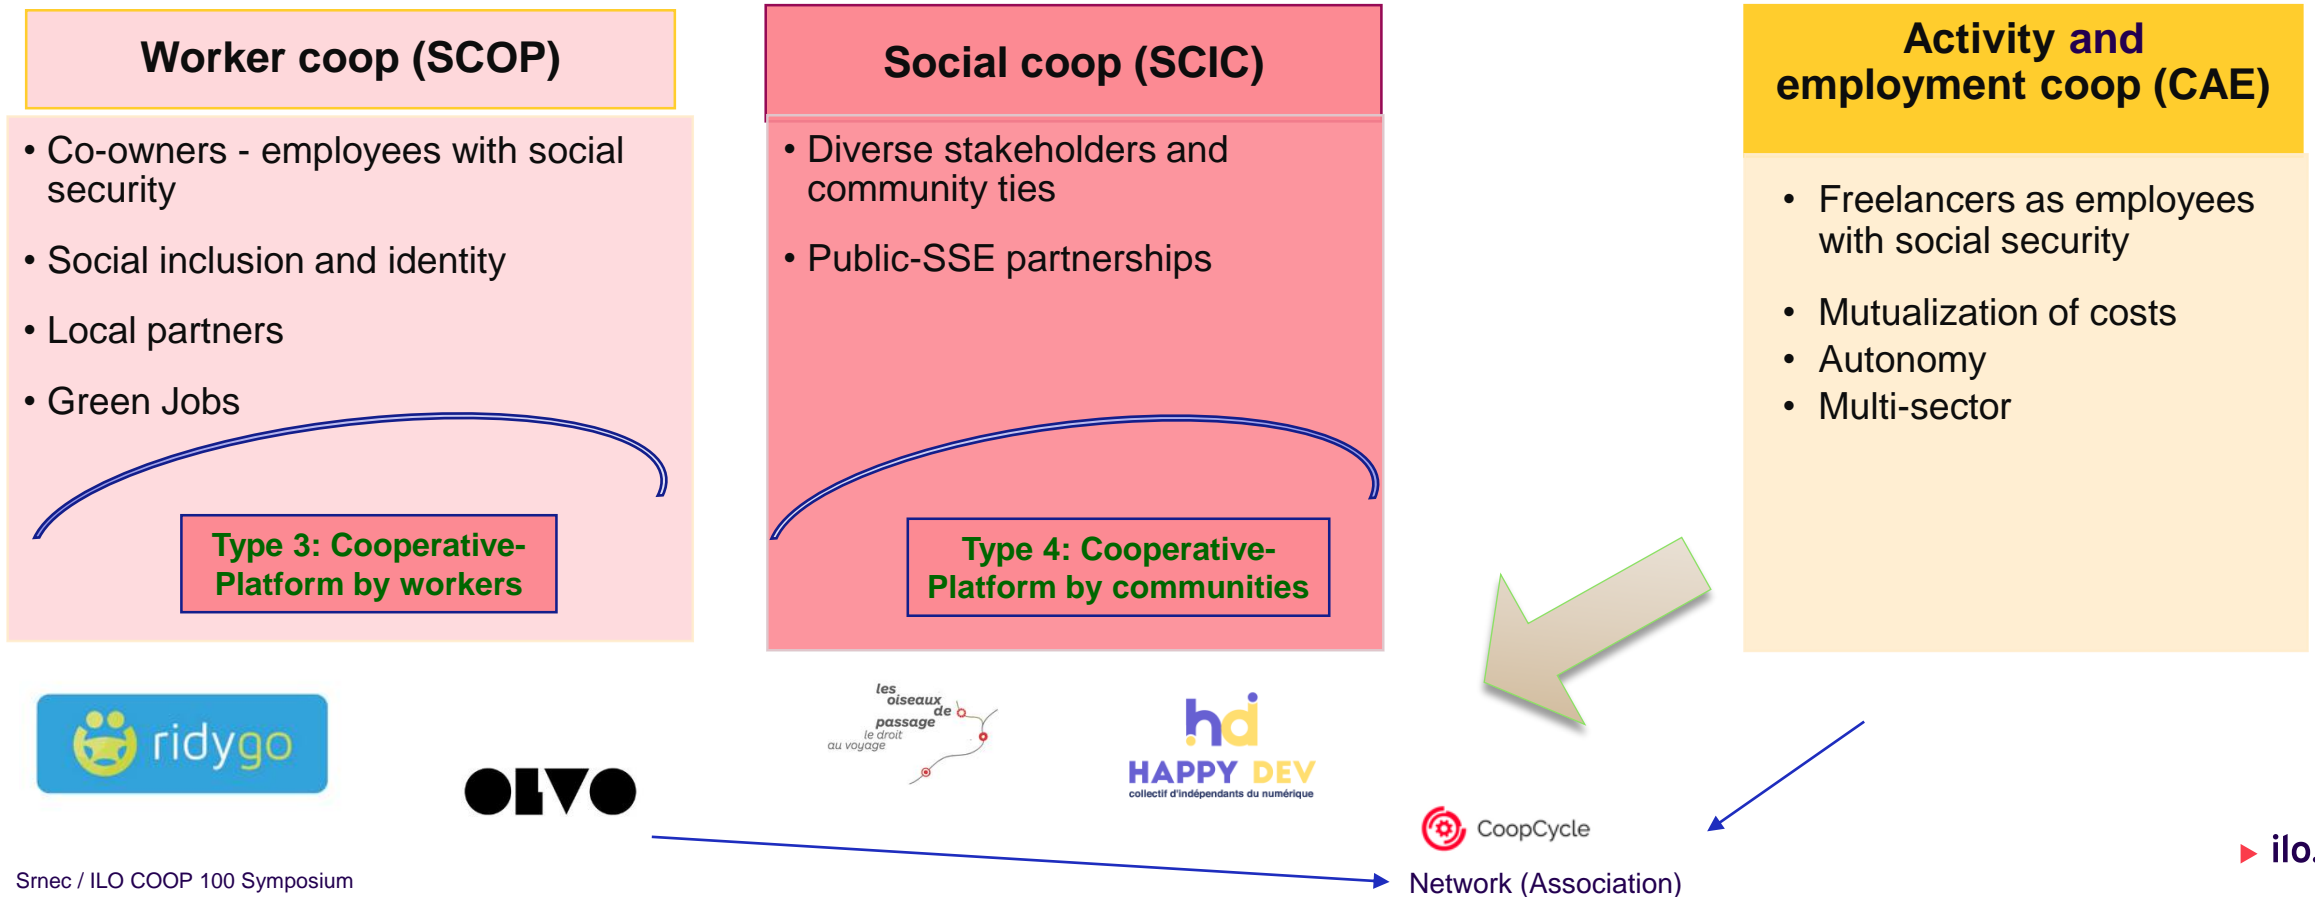 Worker coop (SCOP)
• Co-owners - employees with social
security
• Social inclusion and identity
• Local partners
• Green Jobs
Type 3: Cooperative-
Platform by workers
ridygo
OLVO
Social coop (SCIC)
• Diverse stakeholders and
community ties
• Public-SSE partnerships
Type 4: Cooperative-
Platform by communities
les
oiseaux
de
passage
le droit
au voyage
hd
HAPPY DEV
collectif d'indépendants du numérique
Activity and
employment coop (CAE)
• Freelancers as employees
with social security
• Mutualization of costs
• Autonomy
• Multi-sector
CoopCycle
Network (Association)
Srnec / ILO COOP 100 Symposium
ilo.